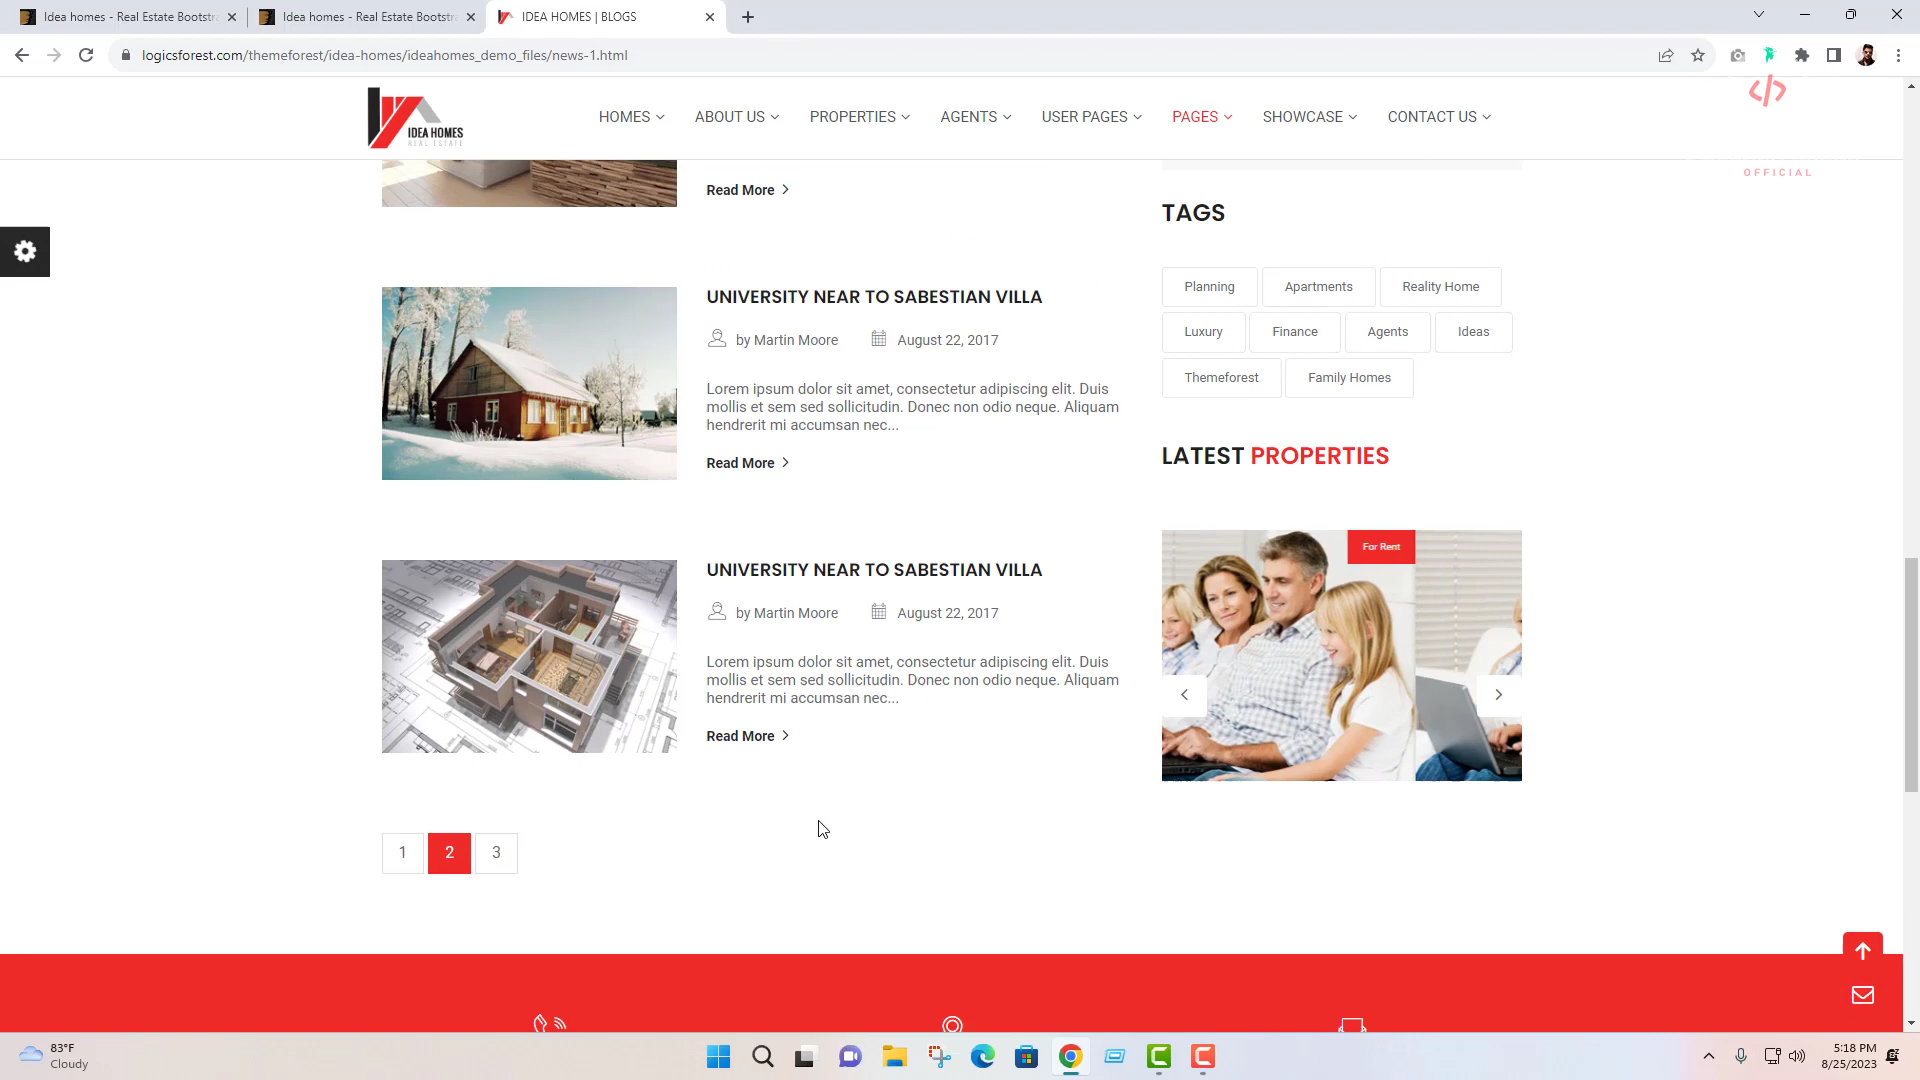 Idea homes - Real Estate Bootstr
Idea homes - Real Estate Bootstr
IDEA HOMES | BLOGS
logicsforest.com/themeforest/idea-homes/ideahomes_demo_files/news-1.html
IDEA HOMES
REAL ESTATE
HOMES
ABOUT US
PROPERTIES
AGENTS
USER PAGES
PAGES
SHOWCASE
CONTACT US
</>
OFFICIAL
Read More
UNIVERSITY NEAR TO SABESTIAN VILLA
by Martin Moore
August 22, 2017
Lorem ipsum dolor sit amet, consectetur adipiscing elit. Duis
mollis et sem sed sollicitudin. Donec non odio neque. Aliquam
hendrerit mi accumsan nec...
Read More
UNIVERSITY NEAR TO SABESTIAN VILLA
by Martin Moore
August 22, 2017
Lorem ipsum dolor sit amet, consectetur adipiscing elit. Duis
mollis et sem sed sollicitudin. Donec non odio neque. Aliquam
hendrerit mi accumsan nec...
Read More
1 2 3
TAGS
Planning Apartments Reality Home
Luxury Finance Agents Ideas
Themeforest Family Homes
LATEST PROPERTIES
For Rent
83°F
Cloudy
5:18 PM
8/25/2023